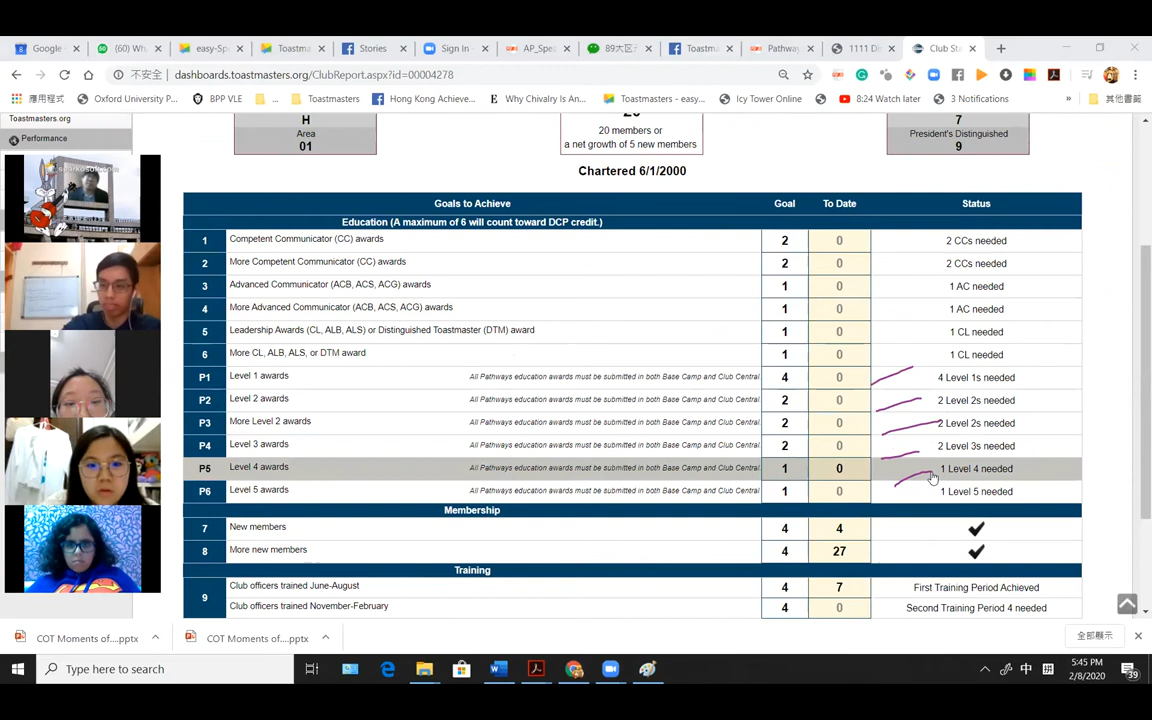 Google
(60) Wh
easy-Sp
Toastma
Stories
Sign In -
AP_Spea
89大区
Toastm
Pathway
1111 Di
Club Sta
不安全 | dashboards.toastmasters.org/ClubReport.aspx?id=00004278
應用程式 Oxford University P... BPP VLE ... Toastmasters Hong Kong Achieve... Why Chivalry Is An... Toastmasters - easy... Icy Tower Online 8:24 Watch later 3 Notifications » 其他書籤
Toastmasters.org
Performance
H
Area
01
20 members or
a net growth of 5 new members
7
President's Distinguished
9
Chartered 6/1/2000
Goals to Achieve Goal To Date Status
Education (A maximum of 6 will count toward DCP credit.)
1 Competent Communicator (CC) awards 2 0 2 CCs needed
2 More Competent Communicator (CC) awards 2 0 2 CCs needed
3 Advanced Communicator (ACB, ACS, ACG) awards 1 0 1 AC needed
4 More Advanced Communicator (ACB, ACS, ACG) awards 1 0 1 AC needed
5 Leadership Awards (CL, ALB, ALS) or Distinguished Toastmaster (DTM) award 1 0 1 CL needed
6 More CL, ALB, ALS, or DTM award 1 0 1 CL needed
P1 Level 1 awards All Pathways education awards must be submitted in both Base Camp and Club Central. 4 0 4 Level 1s needed
P2 Level 2 awards All Pathways education awards must be submitted in both Base Camp and Club Central. 2 0 2 Level 2s needed
P3 More Level 2 awards All Pathways education awards must be submitted in both Base Camp and Club Central. 2 0 2 Level 2s needed
P4 Level 3 awards All Pathways education awards must be submitted in both Base Camp and Club Central. 2 0 2 Level 3s needed
P5 Level 4 awards All Pathways education awards must be submitted in both Base Camp and Club Central. 1 0 1 Level 4 needed
P6 Level 5 awards All Pathways education awards must be submitted in both Base Camp and Club Central. 1 0 1 Level 5 needed
Membership
7 New members 4 4
8 More new members 4 27
Training
9 Club officers trained June-August 4 7 First Training Period Achieved
Club officers trained November-February 4 0 Second Training Period 4 needed
COT Moments of....pptx
COT Moments of....pptx
全部顯示
Type here to search
中
5:45 PM
2/8/2020
39